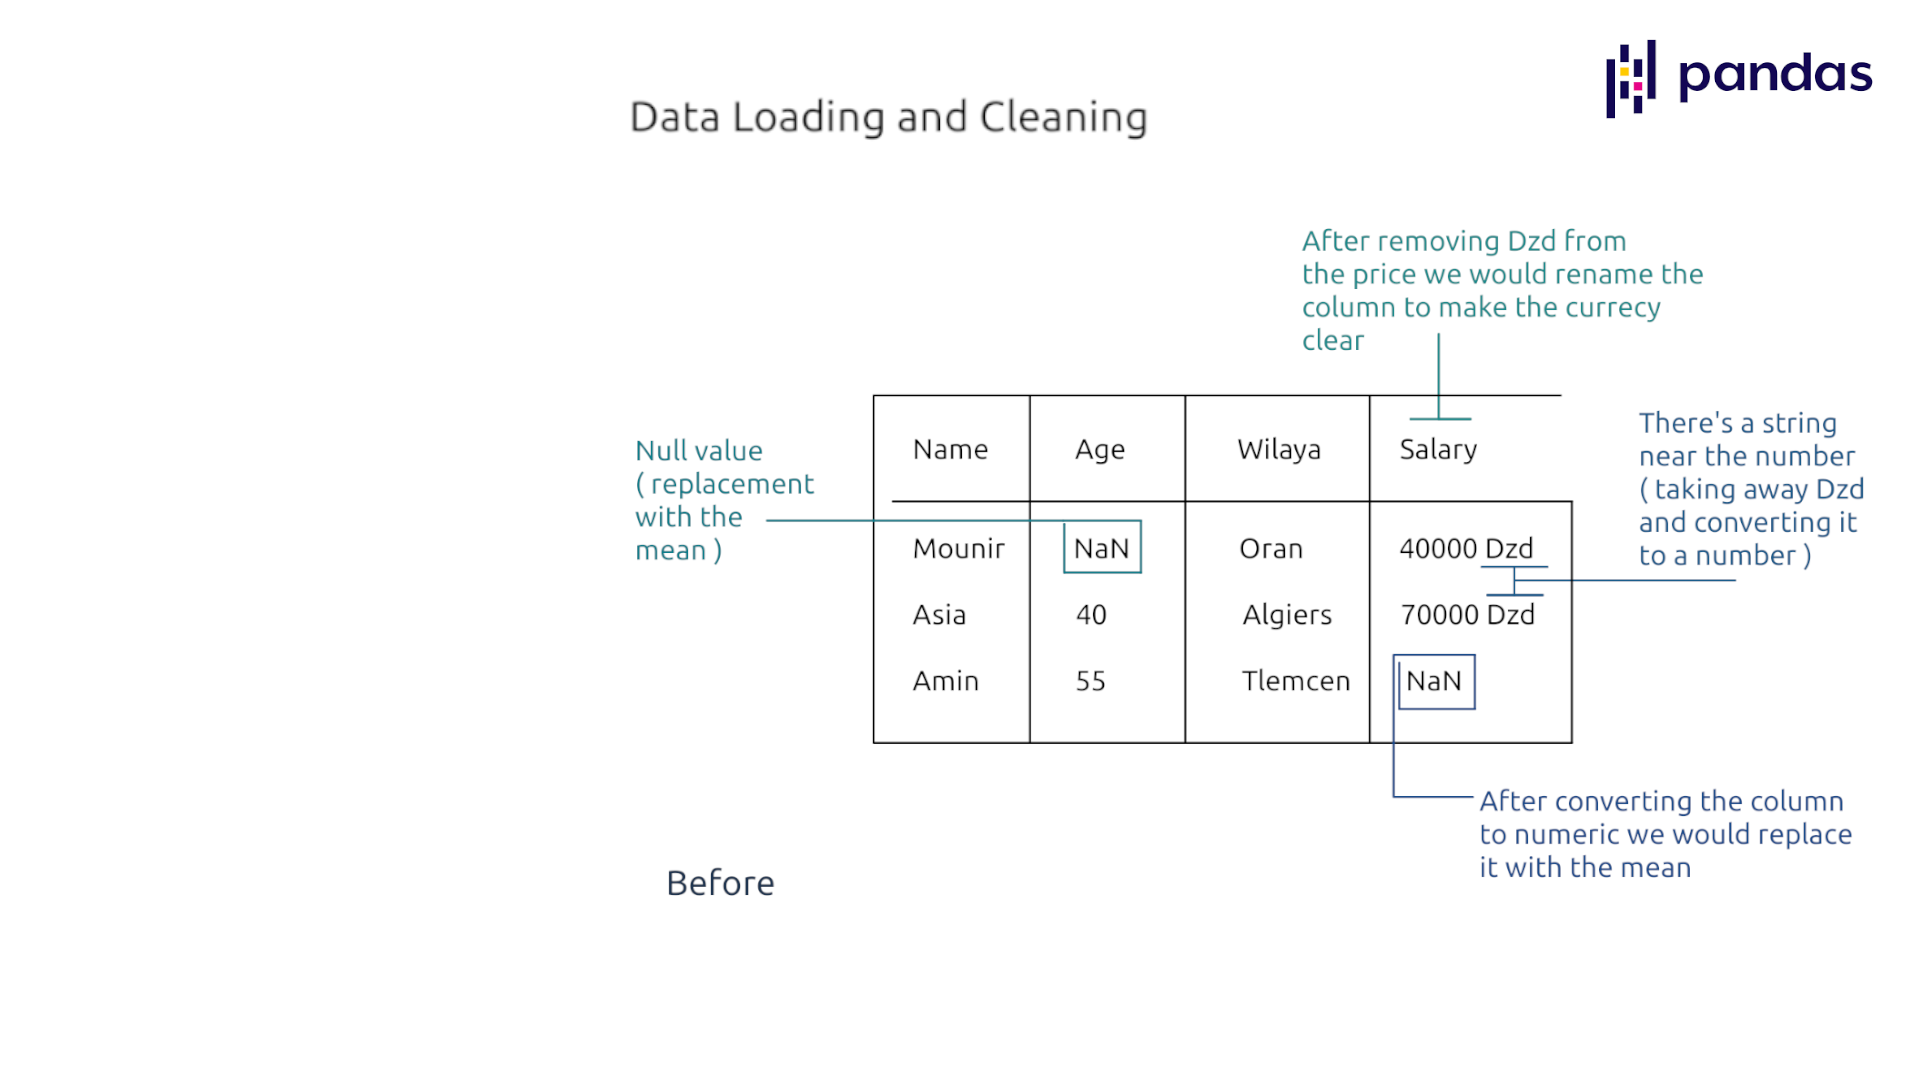 pandas
Data Loading and Cleaning
After removing Dzd from
the price we would rename the
column to make the currecy
clear
There's a string
near the number
( taking away Dzd
and converting it
to a number )
Null value
( replacement
with the
mean )
Name Age Wilaya Salary
Mounir NaN Oran 40000 Dzd
Asia 40 Algiers 70000 Dzd
Amin 55 Tlemcen NaN
After converting the column
to numeric we would replace
it with the mean
Before